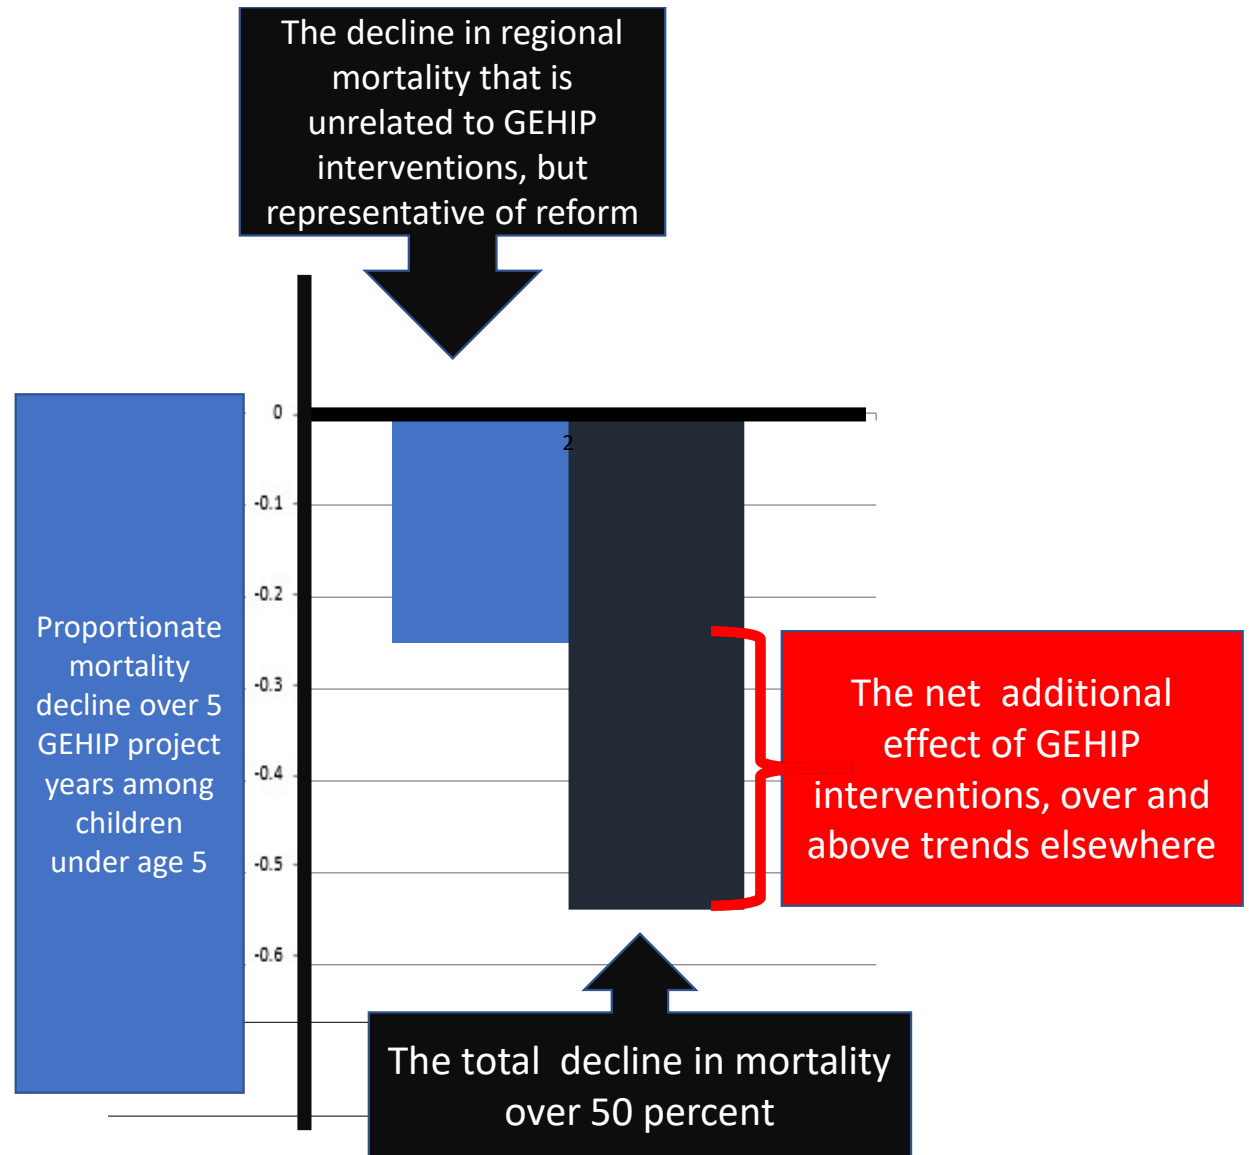 The decline in regional
mortality that is
unrelated to GEHIP
interventions, but
representative of reform
0
2
-0.1
-0.2
-0.3
-0.4
-0.5
-0.6
Proportionate
mortality
decline over 5
GEHIP project
years among
children
under age 5
The net  additional
effect of GEHIP
interventions, over and
above trends elsewhere
The total  decline in mortality
over 50 percent